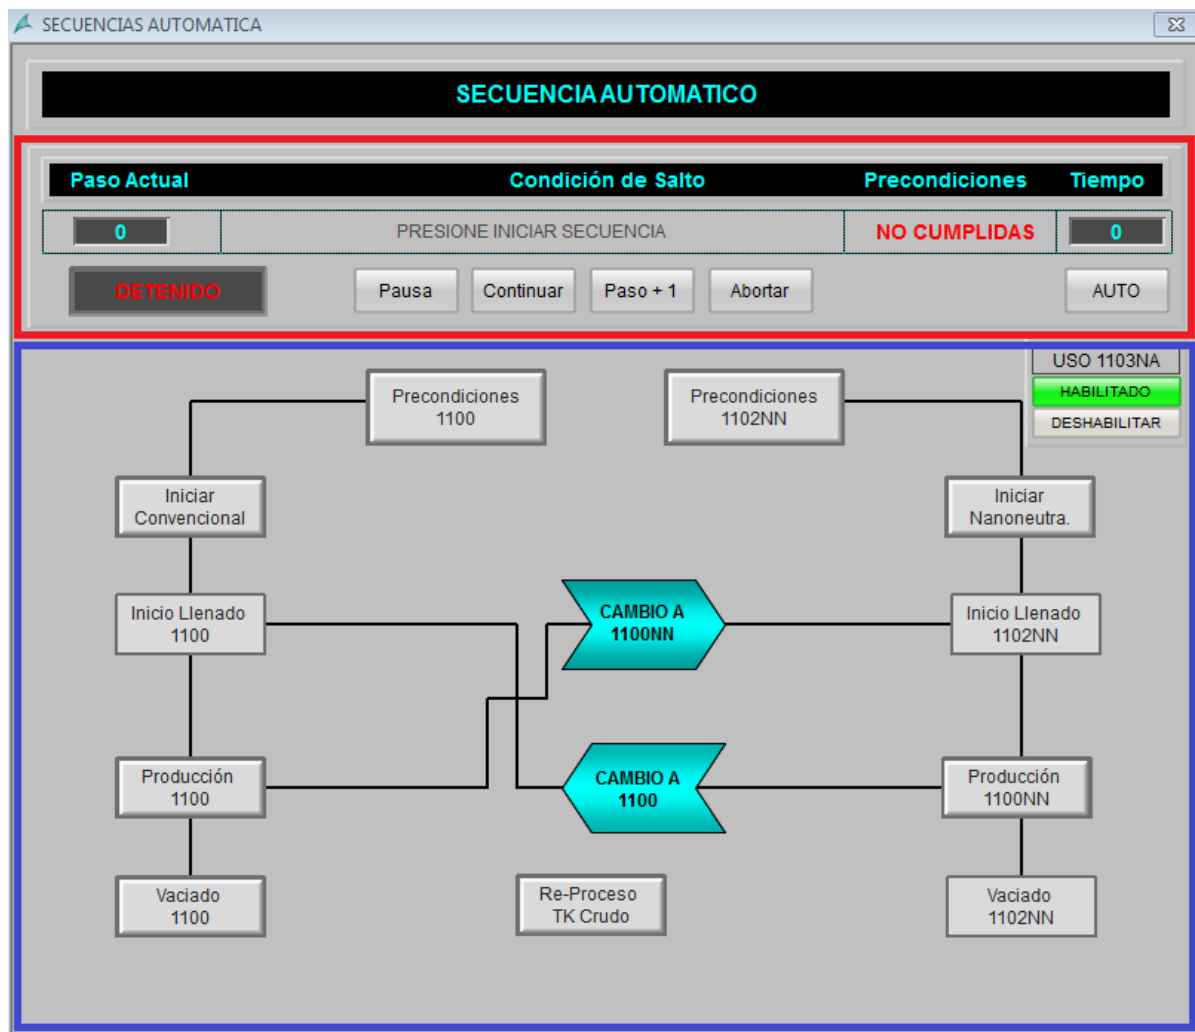 SECUENCIAS AUTOMATICA
SECUENCIA AUTOMATICO
Paso Actual Condición de Salto Precondiciones Tiempo
0 PRESIONE INICIAR SECUENCIA NO CUMPLIDAS 0
DETENIDO Pausa Continuar Paso + 1 Abortar AUTO
USO 1103NA
HABILITADO
DESHABILITAR
Precondiciones
1100
Precondiciones
1102NN
Iniciar
Convencional
Iniciar
Nanoneutra.
Inicio Llenado
1100
CAMBIO A
1100NN
Inicio Llenado
1102NN
Producción
1100
CAMBIO A
1100
Producción
1100NN
Vaciado
1100
Re-Proceso
TK Crudo
Vaciado
1102NN